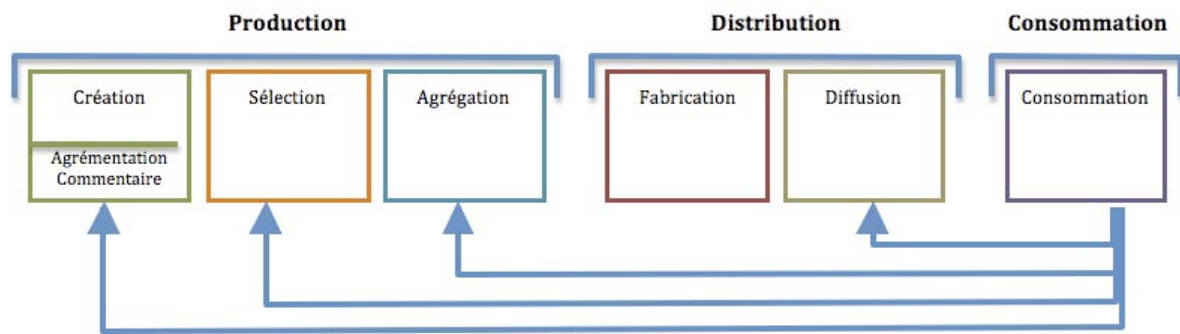 Production
Distribution
Consommation
Création
Sélection
Agrégation
Fabrication
Diffusion
Consommation
Agrémentation
Commentaire